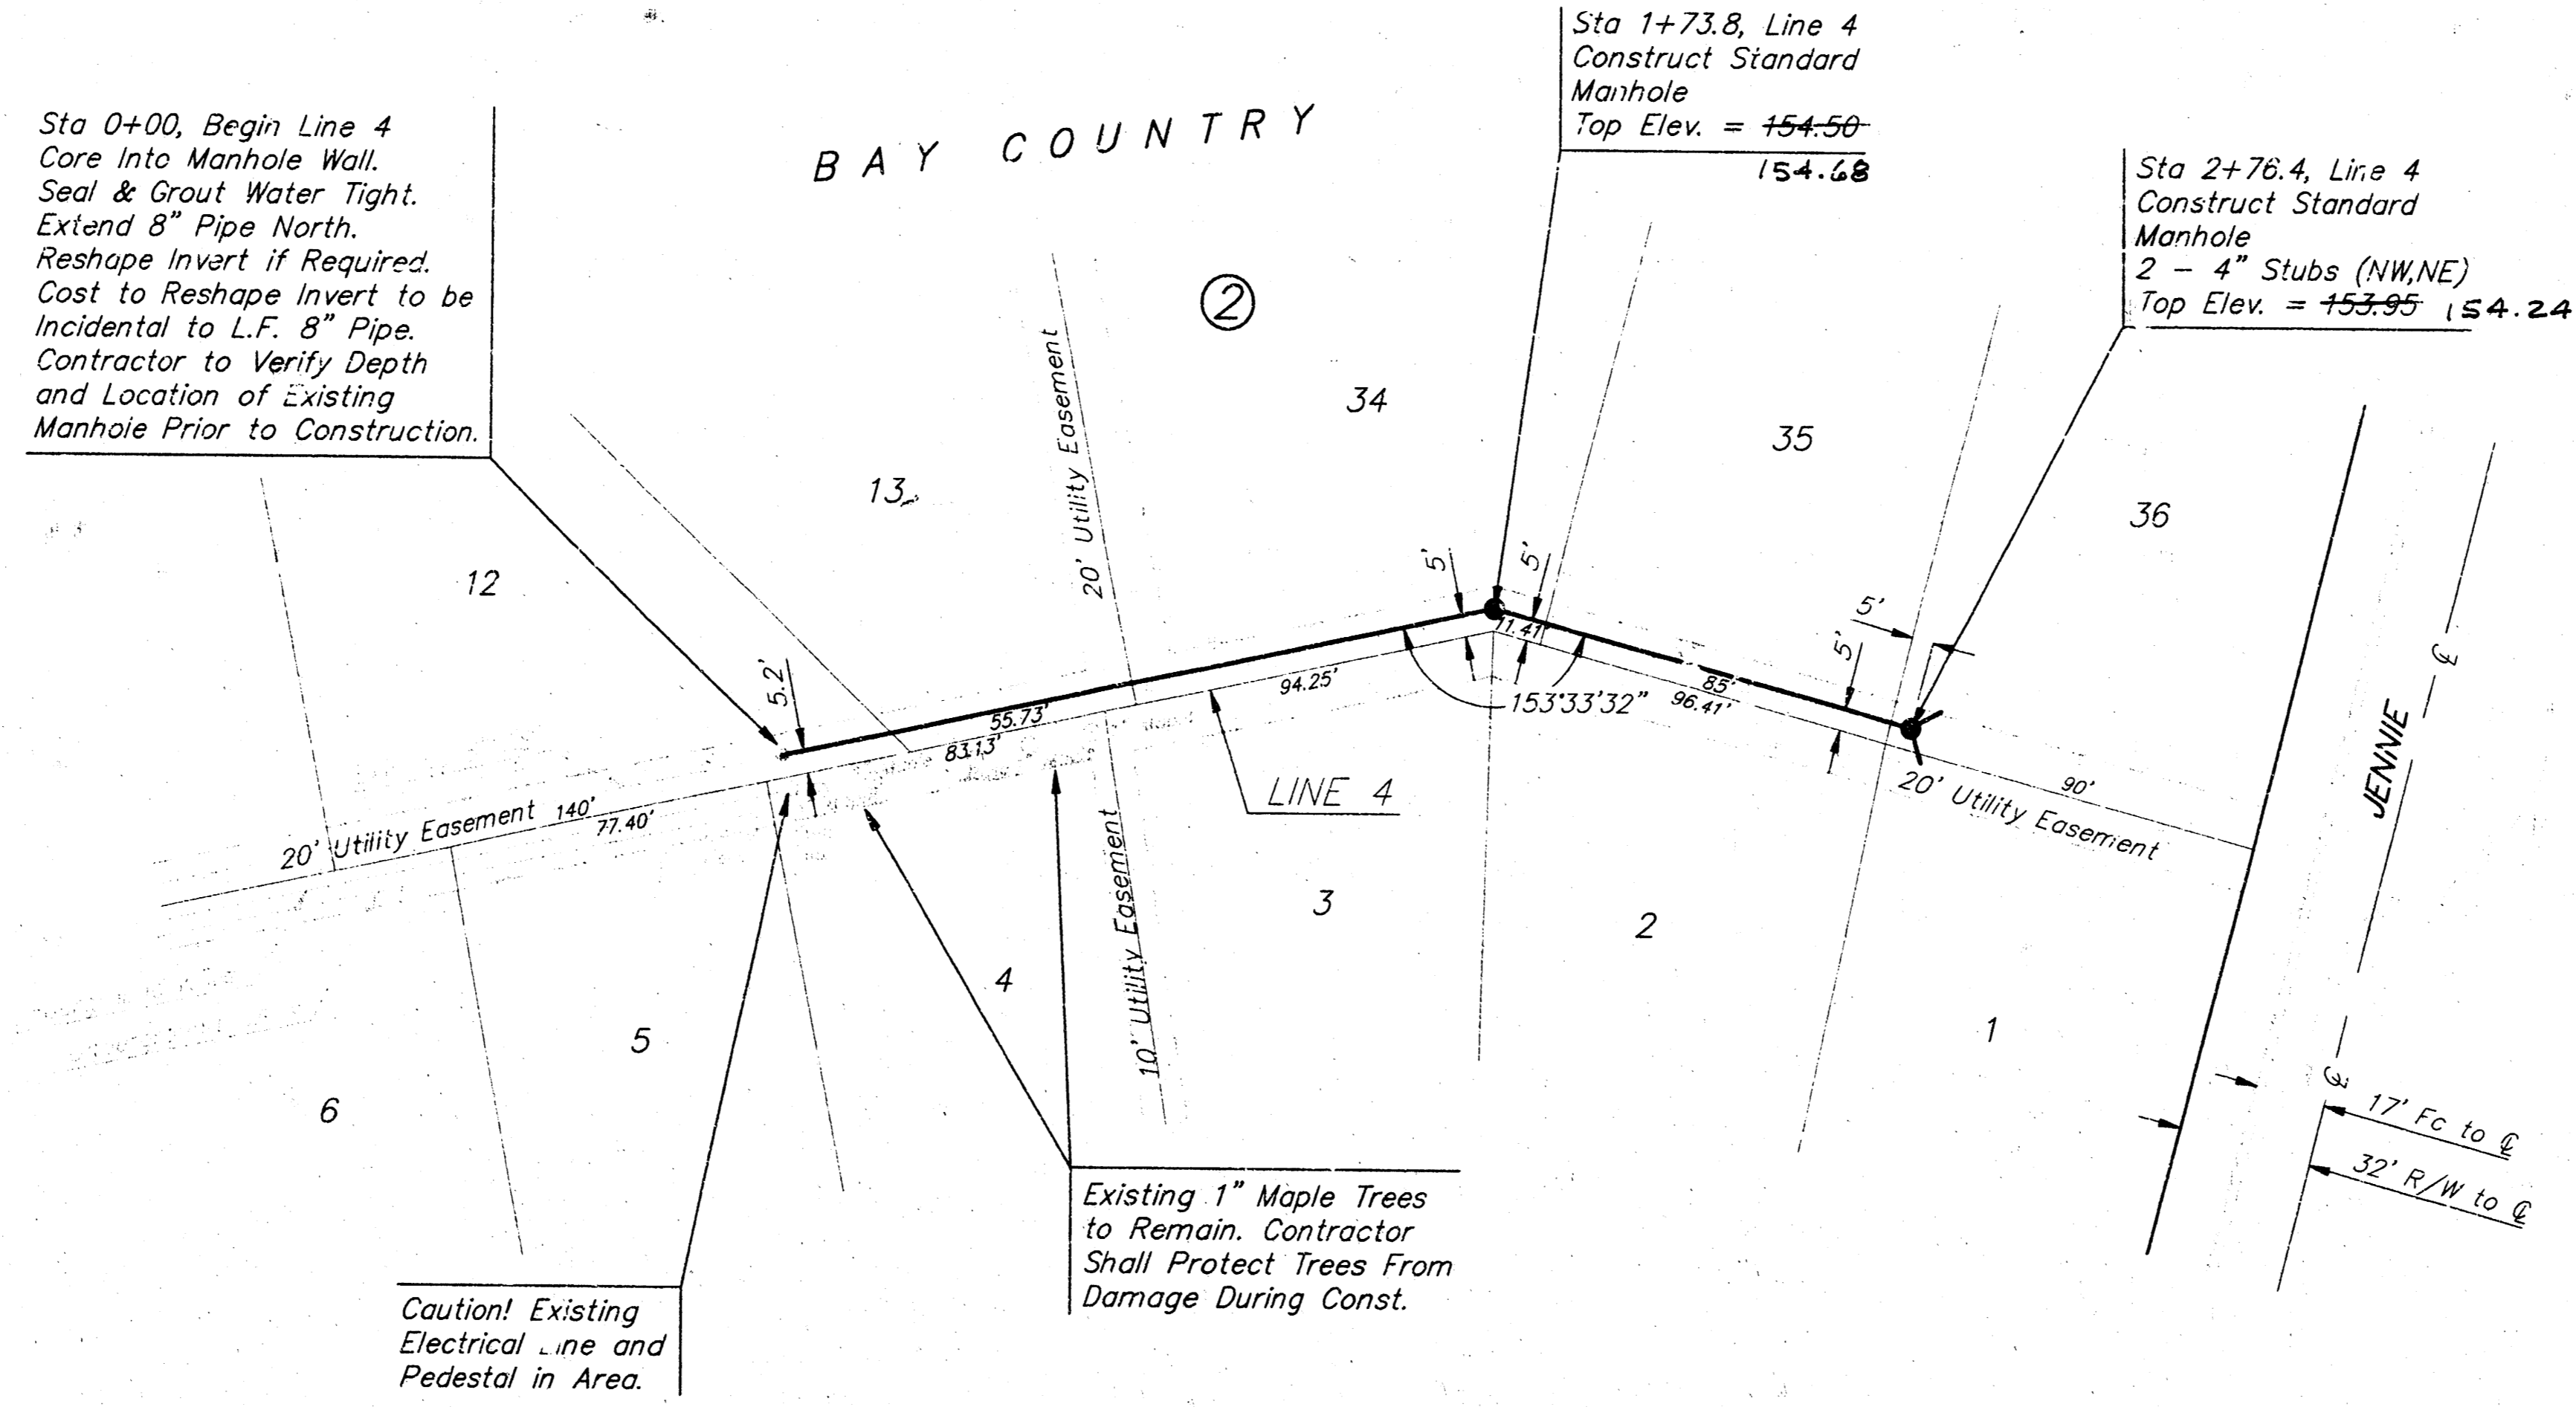 Sta 0+00, Begin Line 4
Core Into Manhole Wall.
Seal & Grout Water Tight.
Extend 8" Pipe North.
Reshape Invert if Required.
Cost to Reshape Invert to be
Incidental to L.F. 8" Pipe.
Contractor to Verify Depth
and Location of Existing
Manhole Prior to Construction.
BAY COUNTRY
Sta 1+73.8, Line 4
Construct Standard
Manhole
Top Elev. = 154.50
154.68
Sta 2+76.4, Line 4
Construct Standard
Manhole
2 - 4" Stubs (NW,NE)
Top Elev. = 153.95 154.24
2
34
35
36
13
12
20' Utility Easement
5'
5'
5'
5'
5.2'
11.41'
55.73'
83.13'
94.25'
153°33'32"
85'
96.41'
LINE 4
20' Utility Easement
90'
20' Utility Easement
140'
77.40'
10" Utility Easement
JENNIE
3
2
1
4
5
6
17' Fc to ℄
32' R/W to ℄
Existing 1" Maple Trees
to Remain. Contractor
Shall Protect Trees From
Damage During Const.
Caution! Existing
Electrical Line and
Pedestal in Area.